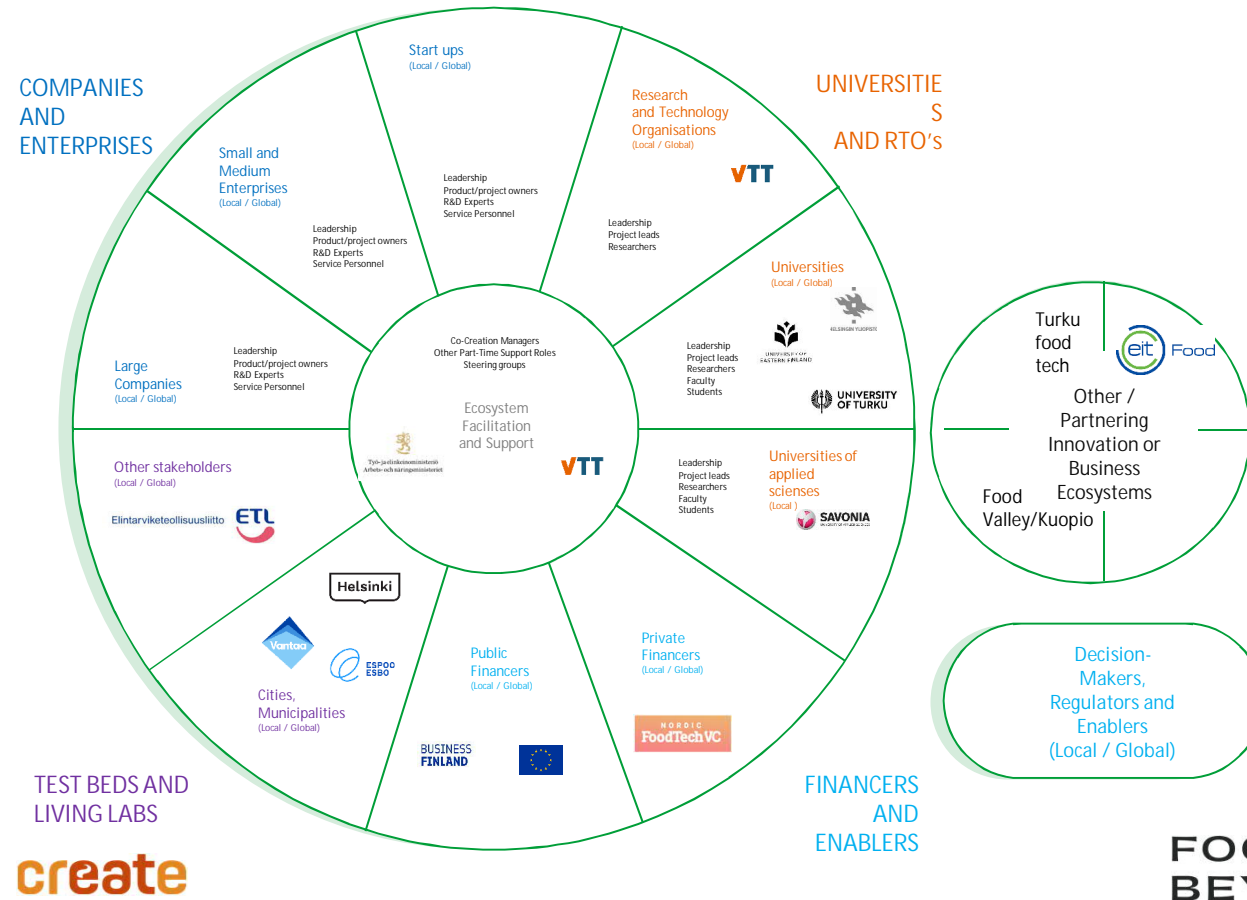 COMPANIES
AND
ENTERPRISES
Start ups
(Local / Global)
Leadership
Product/project owners
R&D Experts
Service Personnel
Small and
Medium
Enterprises
(Local / Global)
Leadership
Product/project owners
R&D Experts
Service Personnel
Large
Companies
(Local / Global)
Leadership
Product/project owners
R&D Experts
Service Personnel
UNIVERSITIE
S
AND RTO's
Research
and Technology
Organisations
(Local / Global)
VTT
Leadership
Project leads
Researchers
Universities
(Local / Global)
HELSINGIN YLIOPISTO
UNIVERSITY OF
EASTERN FINLAND
UNIVERSITY
OF TURKU
Leadership
Project leads
Researchers
Faculty
Students
Universities of
applied
scienses
(Local )
SAVONIA
Leadership
Project leads
Researchers
Faculty
Students
Co-Creation Managers
Other Part-Time Support Roles
Steering groups
Ecosystem
Facilitation
and Support
Työ- ja elinkeinoministeriö
Arbets- och näringsministeriet
VTT
Other stakeholders
(Local / Global)
Elintarviketeollisuusliitto
ETL
Helsinki
Vantaa
ESPOO
ESBO
Cities,
Municipalities
(Local / Global)
Public
Financers
(Local / Global)
BUSINESS
FINLAND
Private
Financers
(Local / Global)
NORDIC
FoodTechVC
TEST BEDS AND
LIVING LABS
FINANCERS
AND
ENABLERS
Turku
food
tech
eit Food
Other /
Partnering
Innovation or
Business
Ecosystems
Food
Valley/Kuopio
Decision-
Makers,
Regulators and
Enablers
(Local / Global)
create
FOO
BEY